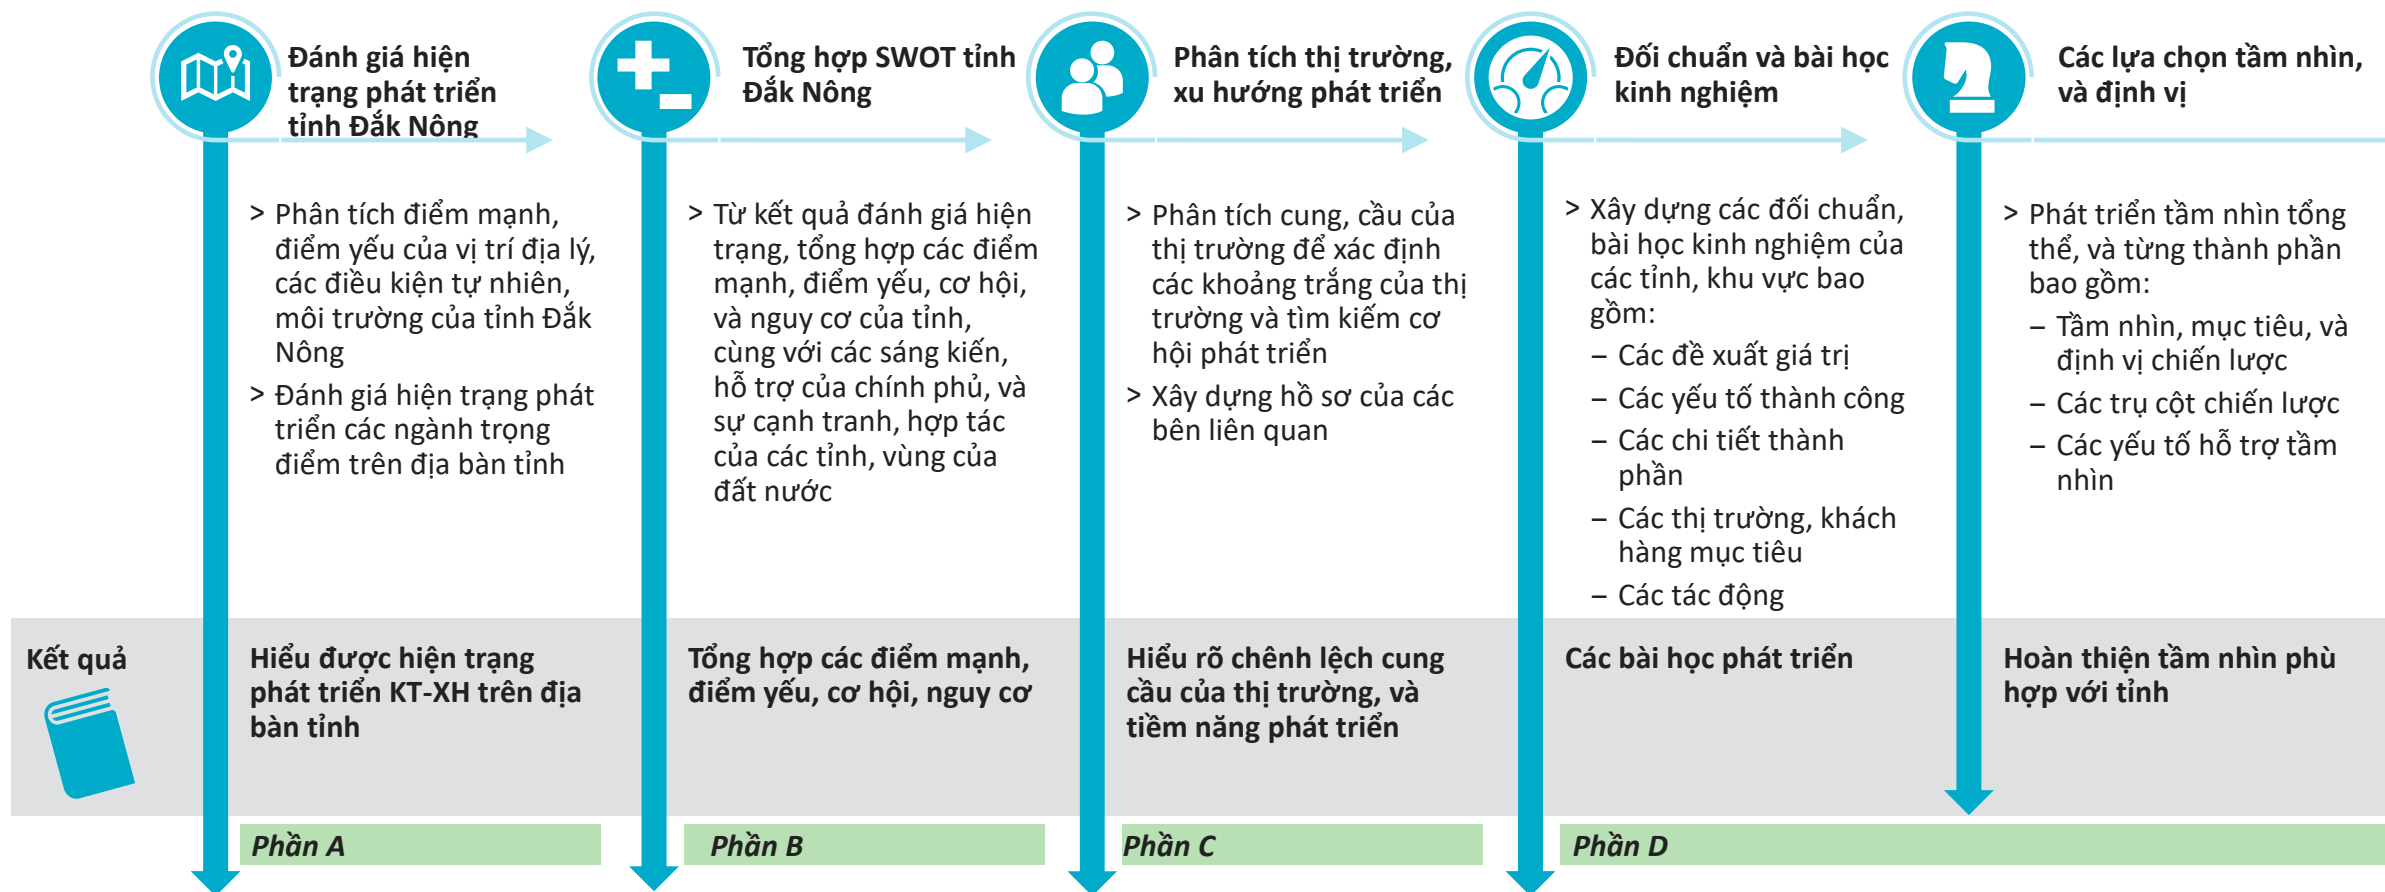 Đánh giá hiện
trạng phát triển
tỉnh Đắk Nông
> Phân tích điểm mạnh,
điểm yếu của vị trí địa lý,
các điều kiện tự nhiên,
môi trường của tỉnh Đắk
Nông
> Đánh giá hiện trạng phát
triển các ngành trọng
điểm trên địa bàn tỉnh
Tổng hợp SWOT tỉnh
Đắk Nông
> Từ kết quả đánh giá hiện
trạng, tổng hợp các điểm
mạnh, điểm yếu, cơ hội,
và nguy cơ của tỉnh,
cùng với các sáng kiến,
hỗ trợ của chính phủ, và
sự cạnh tranh, hợp tác
của các tỉnh, vùng của
đất nước
Phân tích thị trường,
xu hướng phát triển
> Phân tích cung, cầu của
thị trường để xác định
các khoảng trắng của thị
trường và tìm kiếm cơ
hội phát triển
> Xây dựng hồ sơ của các
bên liên quan
Đối chuẩn và bài học
kinh nghiệm
> Xây dựng các đối chuẩn,
bài học kinh nghiệm của
các tỉnh, khu vực bao
gồm:
– Các đề xuất giá trị
– Các yếu tố thành công
– Các chi tiết thành
phần
– Các thị trường, khách
hàng mục tiêu
– Các tác động
Các lựa chọn tầm nhìn,
và định vị
> Phát triển tầm nhìn tổng
thể, và từng thành phần
bao gồm:
– Tầm nhìn, mục tiêu, và
định vị chiến lược
– Các trụ cột chiến lược
– Các yếu tố hỗ trợ tầm
nhìn
Kết quả
Hiểu được hiện trạng
phát triển KT-XH trên địa
bàn tỉnh
Tổng hợp các điểm mạnh,
điểm yếu, cơ hội, nguy cơ
Hiểu rõ chênh lệch cung
cầu của thị trường, và
tiềm năng phát triển
Các bài học phát triển
Hoàn thiện tầm nhìn phù
hợp với tỉnh
Phần A
Phần B
Phần C
Phần D